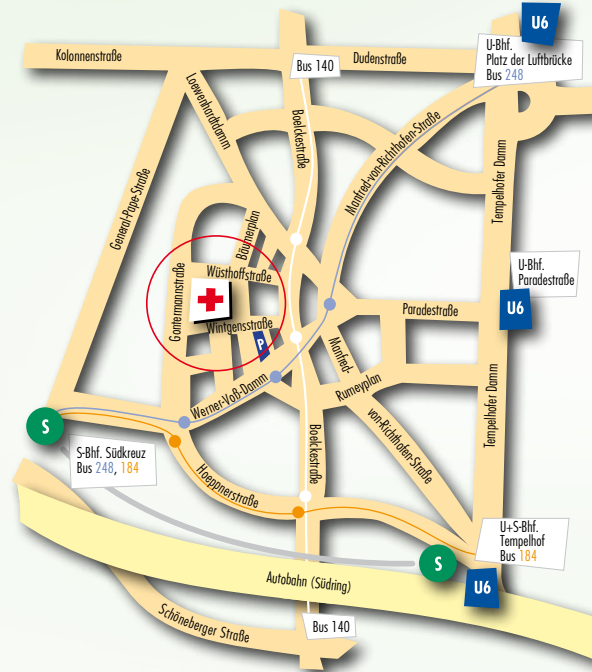 U6
U-Bhf.
Platz der Luftbrücke
Bus 248
Kolonnenstraße
Bus 140
Dudenstraße
Loewenhardtdamm
Boelckestraße
Manfred-von-Richthofen-Straße
Tempelhofer Damm
General-Pape-Straße
Bäumerplan
U-Bhf.
Paradestraße
U6
Gontermannstraße
Wüsthoffstraße
Wintgensstraße
P
Paradestraße
Manfred-
von-Richthofen-Straße
Rumeyplan
Werner-Voß-Damm
Tempelhofer Damm
S
S-Bhf. Südkreuz
Bus 248, 184
Boelckestraße
Hoeppnerstraße
U+S-Bhf.
Tempelhof
Bus 184
S
U6
Autobahn (Südring)
Schöneberger Straße
Bus 140